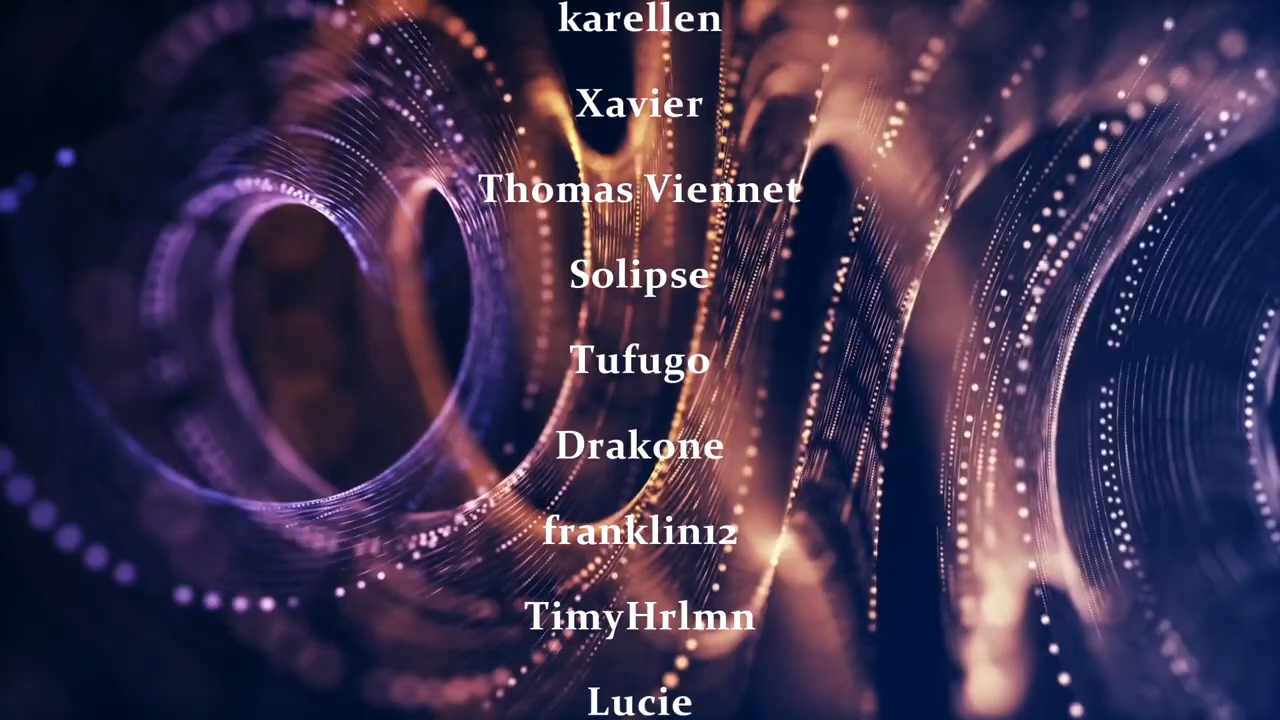 karellen
Xavier
Thomas Viennet
Solipse
Tufugo
Drakone
franklin12
TimyHrlmn
Lucie